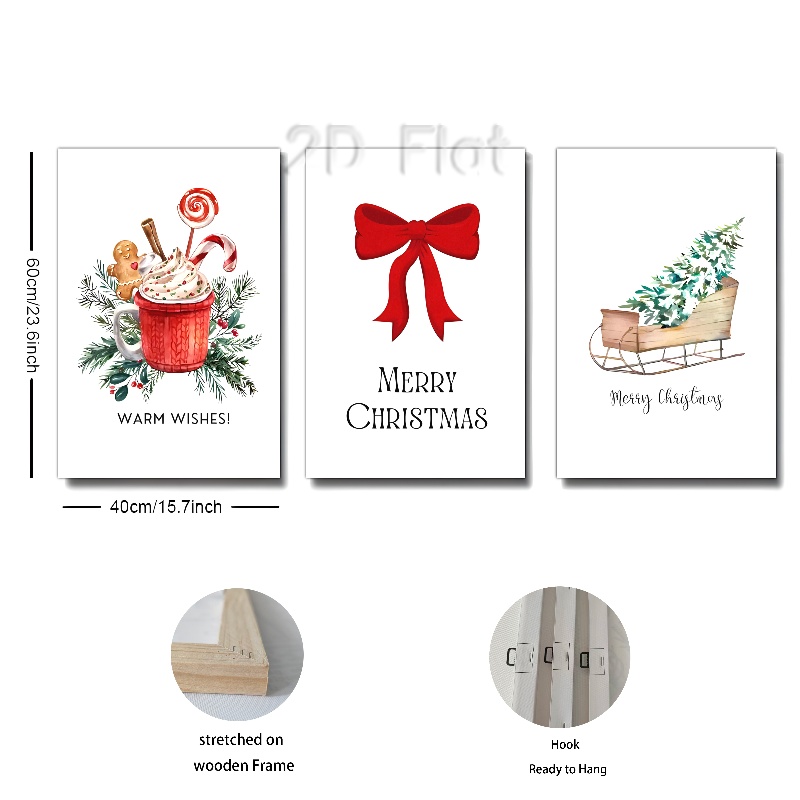 2D Flat
60cm/23.6inch
WARM WISHES!
MERRY
CHRISTMAS
Merry Christmas
40cm/15.7inch
stretched on
wooden Frame
Hook
Ready to Hang